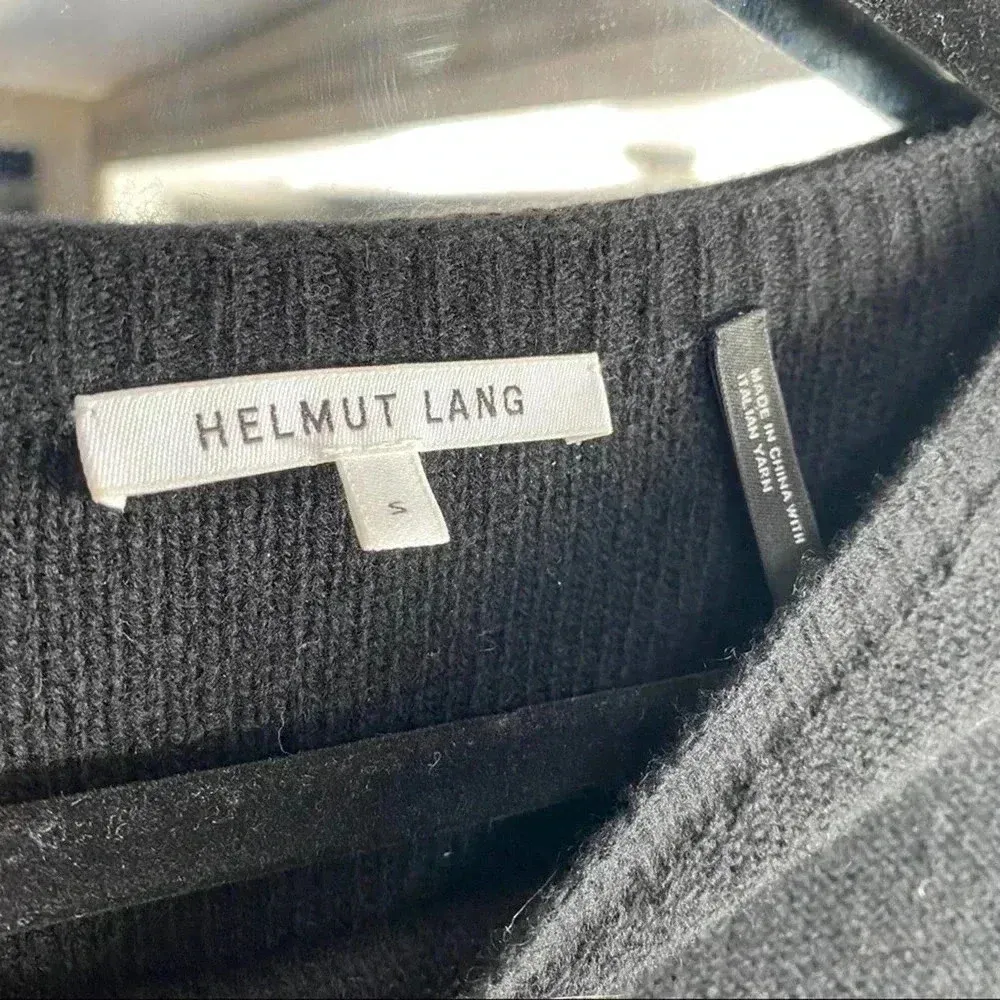 HELMUT LANG
S
MADE IN CHINA WITH
ITALIAN YARN